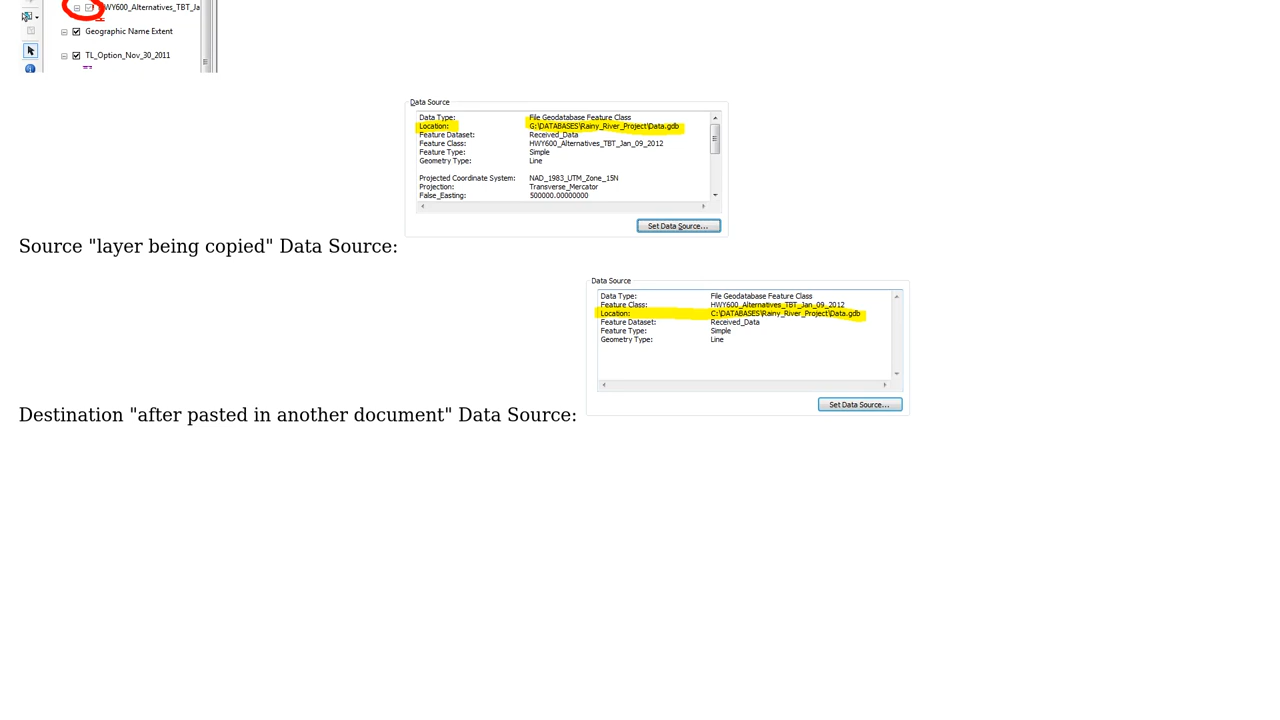 HWY600_Alternatives_TBT_Ja
Geographic Name Extent
TL_Option_Nov_30_2011
Data Source
Data Type: File Geodatabase Feature Class
Location: G:\DATABASES\Rainy_River_Project\Data.gdb
Feature Dataset: Received_Data
Feature Class: HWY600_Alternatives_TBT_Jan_09_2012
Feature Type: Simple
Geometry Type: Line
Projected Coordinate System: NAD_1983_UTM_Zone_15N
Projection: Transverse_Mercator
False_Easting: 500000.00000000
Set Data Source...
Source "layer being copied" Data Source:
Data Source
Data Type: File Geodatabase Feature Class
Feature Class: HWY600_Alternatives_TBT_Jan_09_2012
Location: C:\DATABASES\Rainy_River_Project\Data.gdb
Feature Dataset: Received_Data
Feature Type: Simple
Geometry Type: Line
Set Data Source...
Destination "after pasted in another document" Data Source: